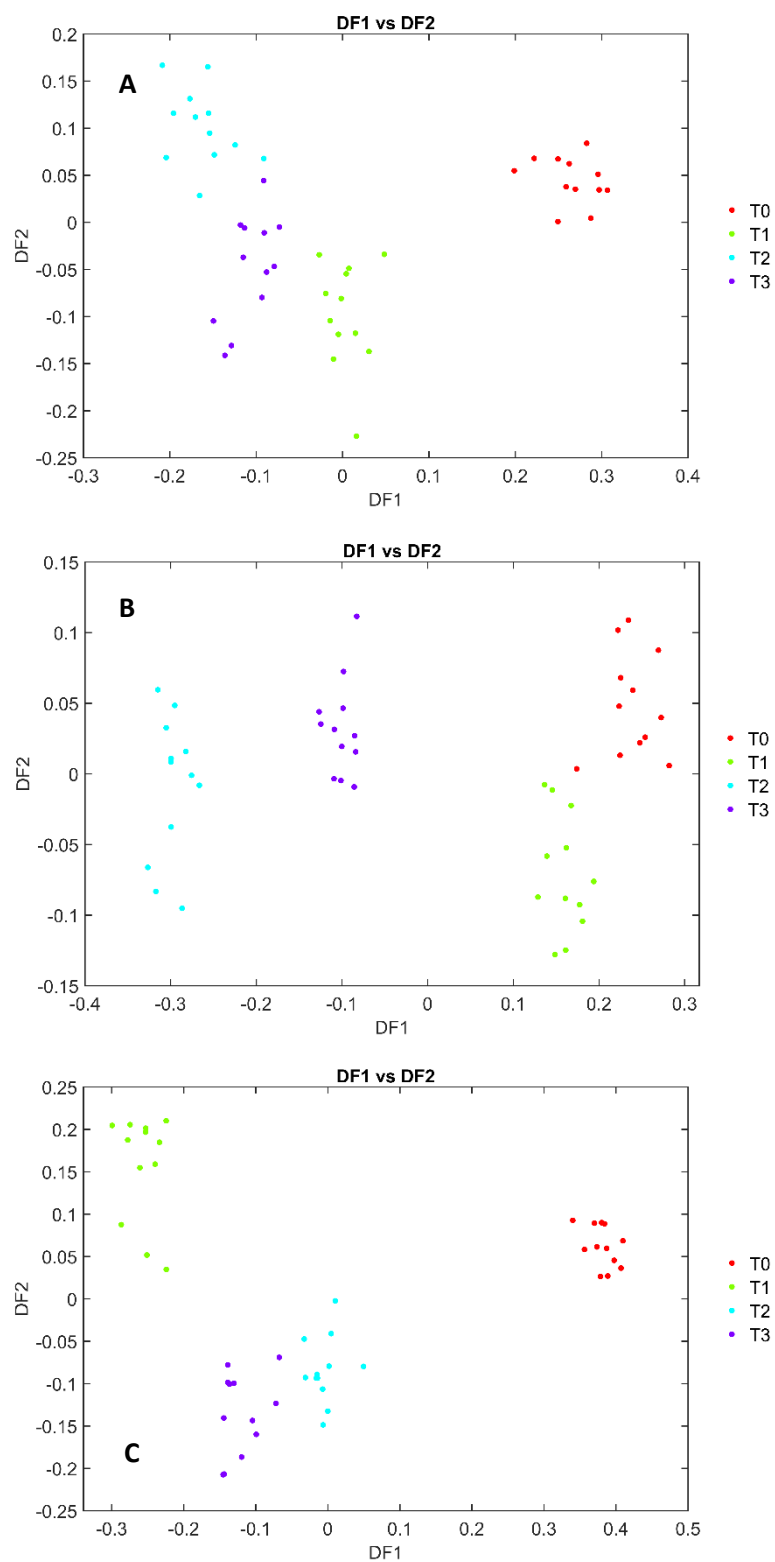 DF1 vs DF2
A
0.2
0.15
0.1
0.05
0
-0.05
-0.1
-0.15
-0.2
-0.25
DF2
-0.3 -0.2 -0.1 0 0.1 0.2 0.3 0.4
DF1
T0
T1
T2
T3
DF1 vs DF2
B
0.15
0.1
0.05
0
-0.05
-0.1
-0.15
DF2
-0.4 -0.3 -0.2 -0.1 0 0.1 0.2 0.3
DF1
T0
T1
T2
T3
DF1 vs DF2
0.25
0.2
0.15
0.1
0.05
0
-0.05
-0.1
-0.15
-0.2
-0.25
DF2
C
-0.3 -0.2 -0.1 0 0.1 0.2 0.3 0.4 0.5
DF1
T0
T1
T2
T3